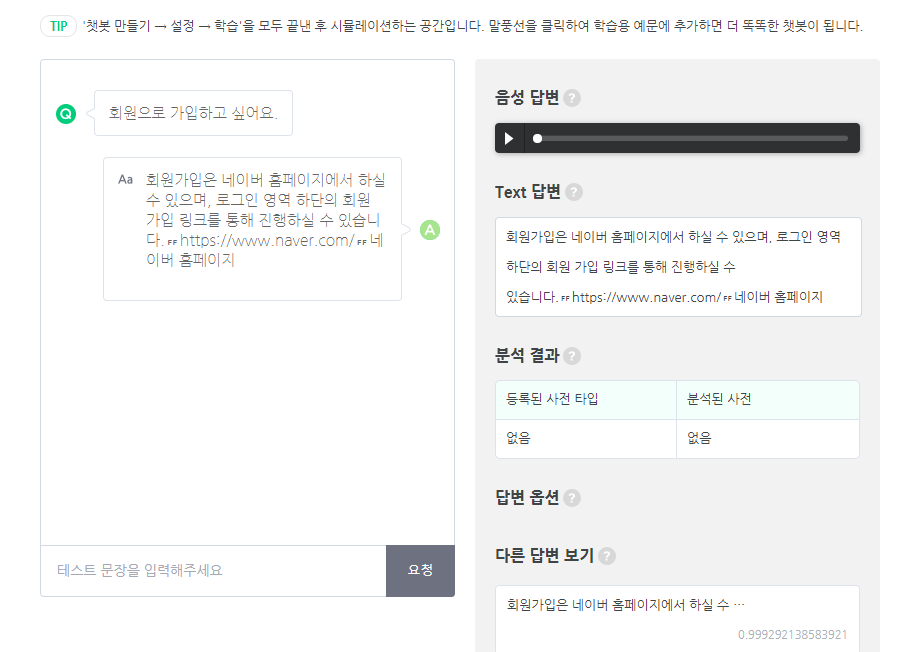 TIP '챗봇 만들기 → 설정 → 학습'을 모두 끝낸 후 시뮬레이션하는 공간입니다. 말풍선을 클릭하여 학습용 예문에 추가하면 더 똑똑한 챗봇이 됩니다.
Q 회원으로 가입하고 싶어요.
Aa 회원가입은 네이버 홈페이지에서 하실
수 있으며, 로그인 영역 하단의 회원
가입 링크를 통해 진행하실 수 있습니
다. ㅑㅑ https://www.naver.com/ ㅑㅑ 네
이버 홈페이지
A
테스트 문장을 입력해주세요
요청
음성 답변 ?
Text 답변 ?
회원가입은 네이버 홈페이지에서 하실 수 있으며, 로그인 영역
하단의 회원 가입 링크를 통해 진행하실 수
있습니다. ㅑㅑ https://www.naver.com/ ㅑㅑ 네이버 홈페이지
분석 결과 ?
등록된 사전 타입 분석된 사전
없음 없음
답변 옵션 ?
다른 답변 보기 ?
회원가입은 네이버 홈페이지에서 하실 수 ···
0.999292138583921